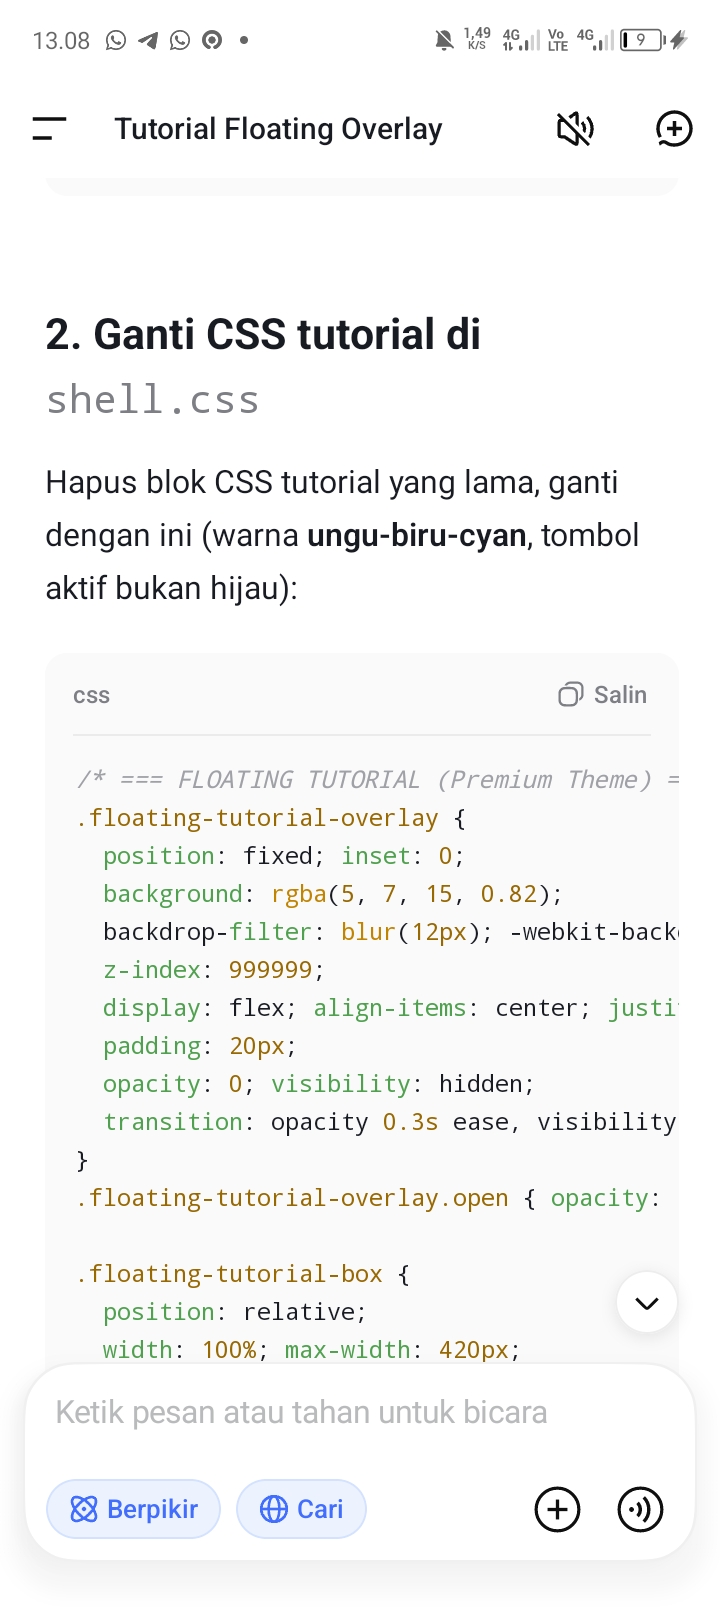 13.08
1,49 K/S 4G Vo LTE 4G 9
Tutorial Floating Overlay
2. Ganti CSS tutorial di
shell.css
Hapus blok CSS tutorial yang lama, ganti
dengan ini (warna ungu-biru-cyan, tombol
aktif bukan hijau):
css
Salin
/* === FLOATING TUTORIAL (Premium Theme) =
.floating-tutorial-overlay {
position: fixed; inset: 0;
background: rgba(5, 7, 15, 0.82);
backdrop-filter: blur(12px); -webkit-back
z-index: 999999;
display: flex; align-items: center; justi
padding: 20px;
opacity: 0; visibility: hidden;
transition: opacity 0.3s ease, visibility
}
.floating-tutorial-overlay.open { opacity:
.floating-tutorial-box {
position: relative;
width: 100%; max-width: 420px;
Ketik pesan atau tahan untuk bicara
Berpikir
Cari